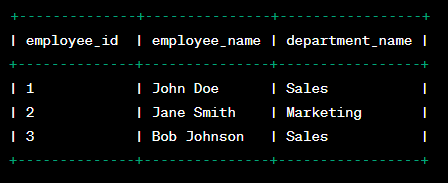 +--------------+---------------+-----------------+
| employee_id  | employee_name | department_name |
+--------------+---------------+-----------------+
| 1            | John Doe      | Sales           |
| 2            | Jane Smith    | Marketing       |
| 3            | Bob Johnson   | Sales           |
+--------------+---------------+-----------------+